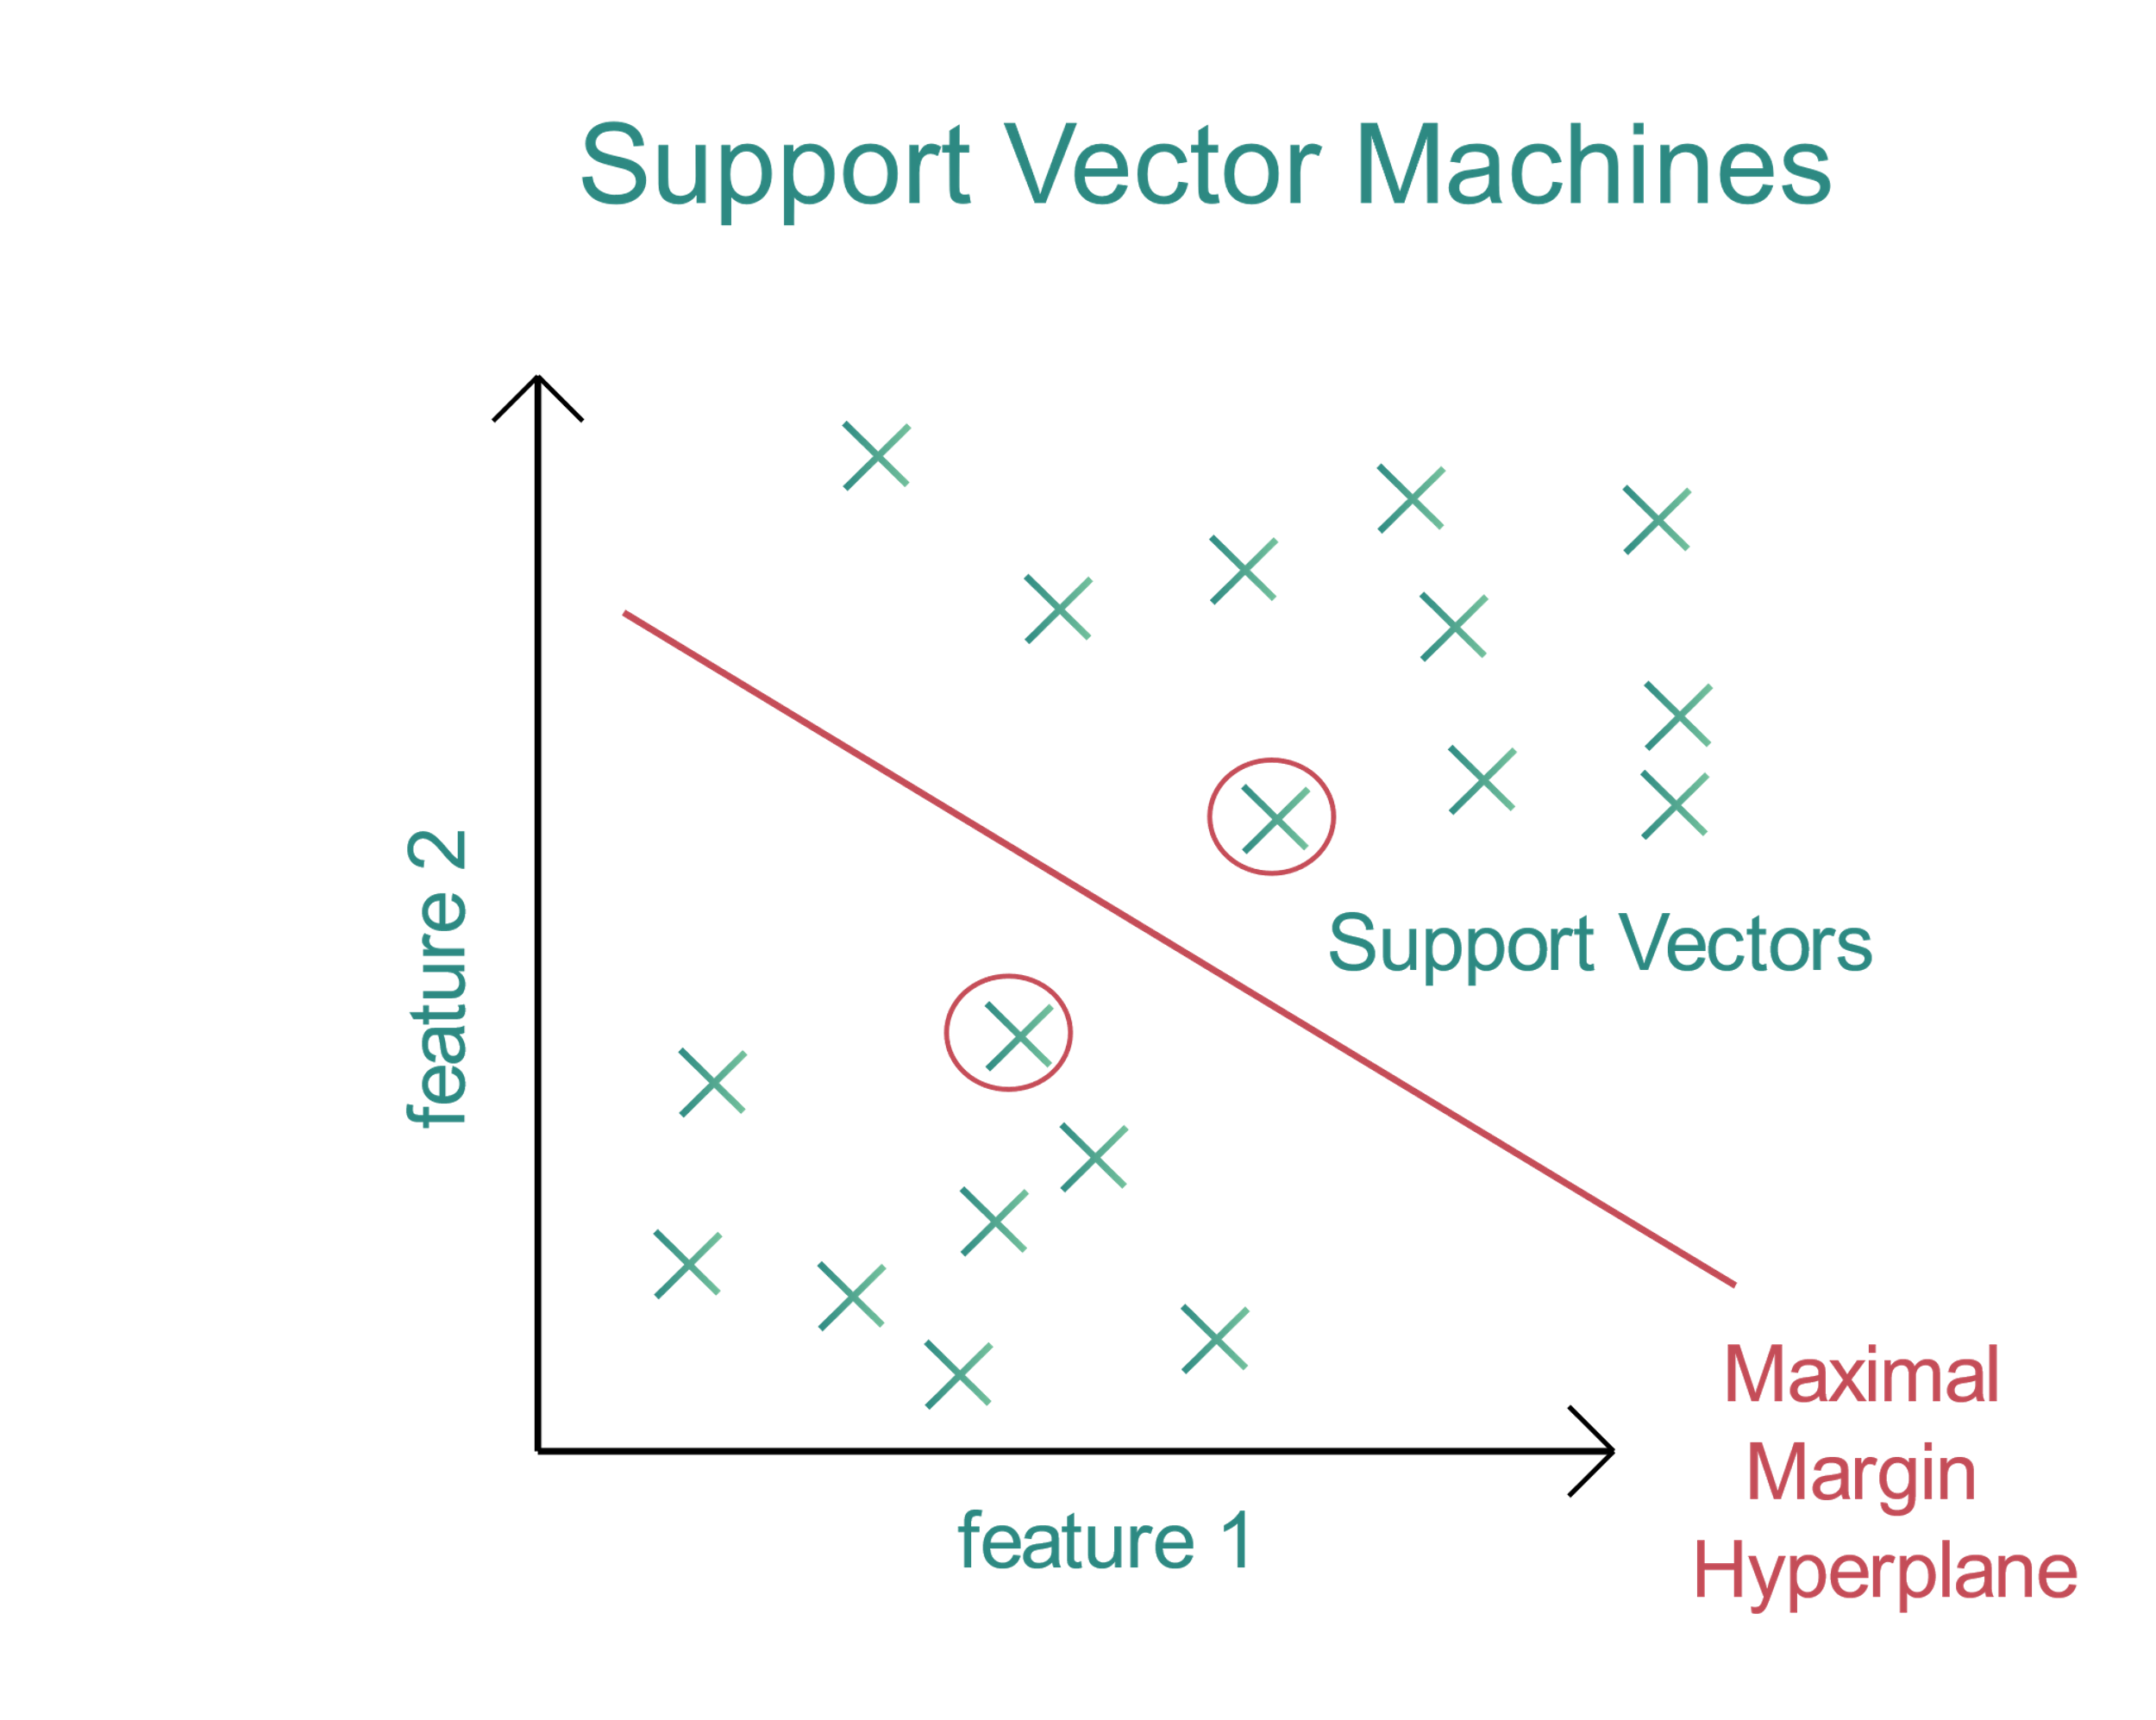 Support Vector Machines
feature 2
Support Vectors
feature 1
Maximal
Margin
Hyperplane